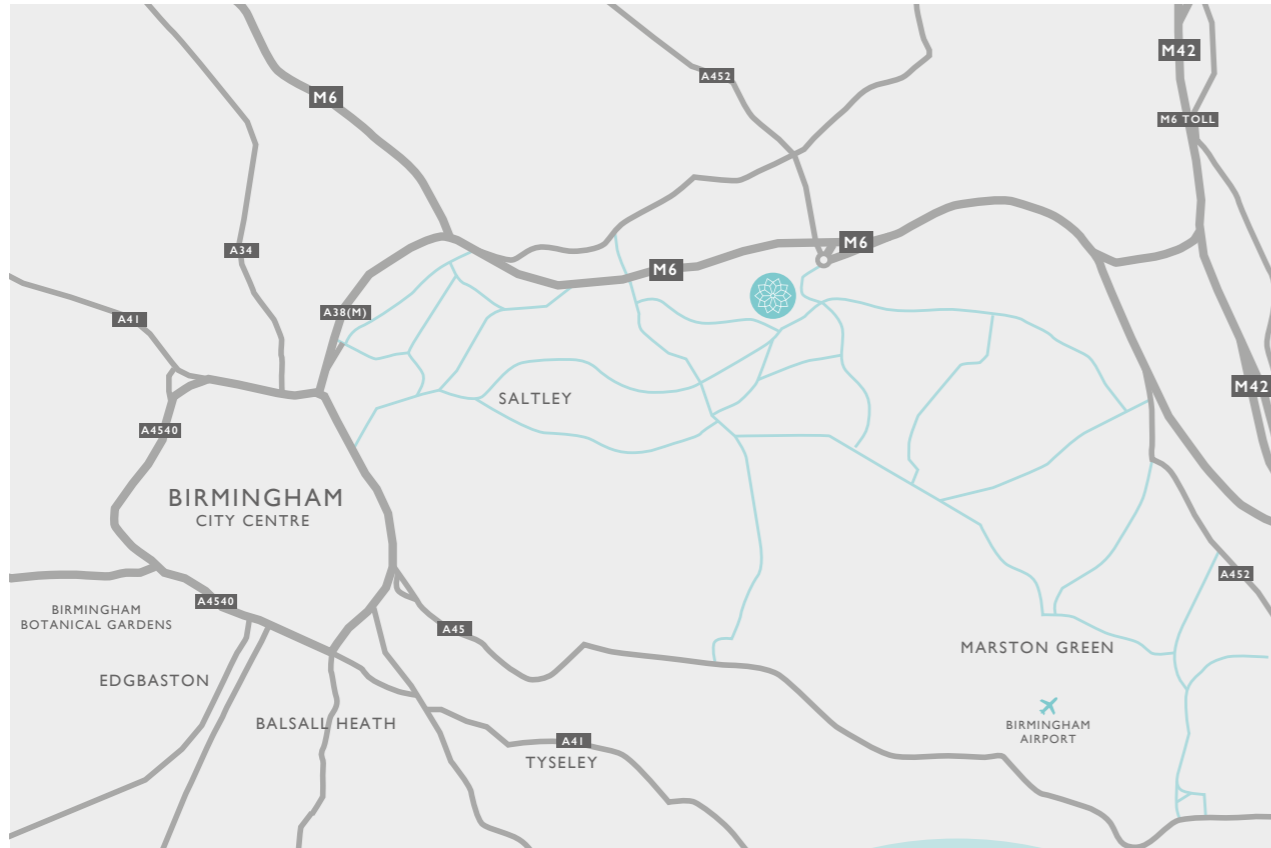 M42
A452
M6
M6 TOLL
M6
A34
M6
A38(M)
A41
M42
SALTLEY
A4540
BIRMINGHAM
CITY CENTRE
A452
A4540
BIRMINGHAM
BOTANICAL GARDENS
A45
MARSTON GREEN
EDGBASTON
BALSALL HEATH
BIRMINGHAM
AIRPORT
A41
TYSELEY